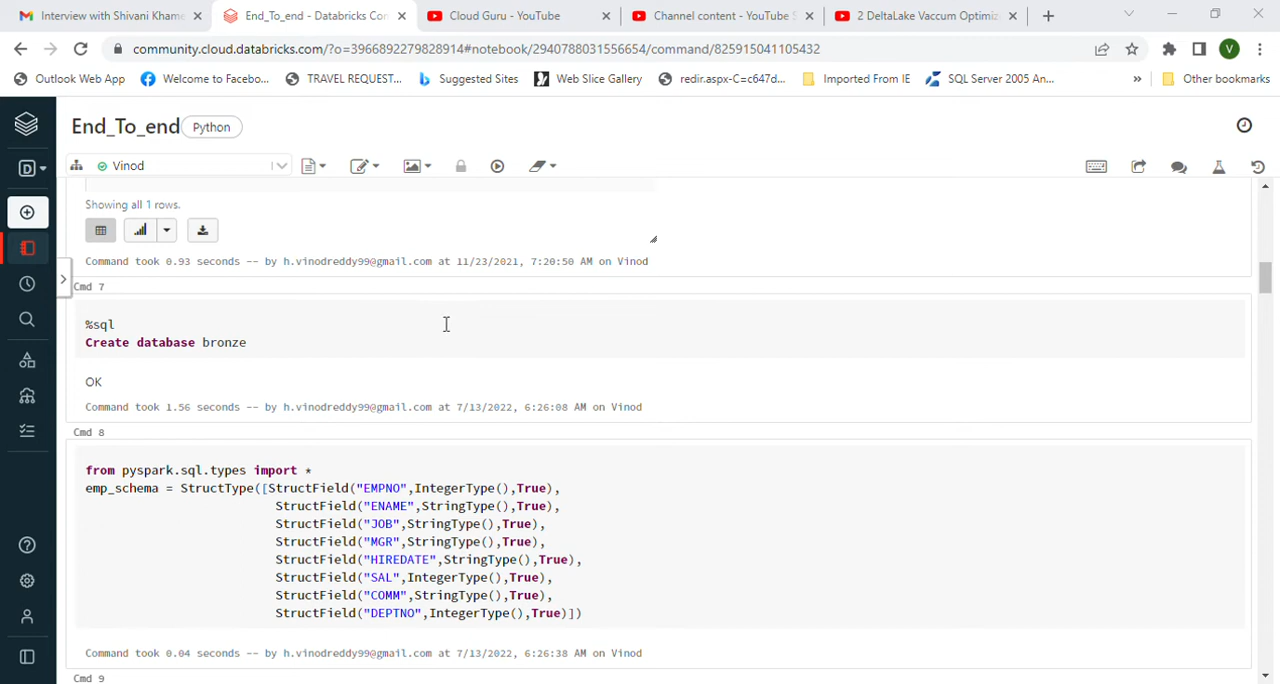 Interview with Shivani Khame
End_To_end - Databricks Con
Cloud Guru - YouTube
Channel content - YouTube S
2 DeltaLake Vaccum Optimiz
community.cloud.databricks.com/?o=3966892279828914#notebook/2940788031556654/command/825915041105432
V
Outlook Web App
Welcome to Facebo...
TRAVEL REQUEST...
Suggested Sites
Web Slice Gallery
redir.aspx-C=c647d...
Imported From IE
SQL Server 2005 An...
»
Other bookmarks
End_To_end
Python
D
Vinod
Showing all 1 rows.
Command took 0.93 seconds -- by h.vinodreddy99@gmail.com at 11/23/2021, 7:20:50 AM on Vinod
Cmd 7
%sql
Create database bronze
OK
Command took 1.56 seconds -- by h.vinodreddy99@gmail.com at 7/13/2022, 6:26:08 AM on Vinod
Cmd 8
from pyspark.sql.types import *
emp_schema = StructType([StructField("EMPNO",IntegerType(),True),
StructField("ENAME",StringType(),True),
StructField("JOB",StringType(),True),
StructField("MGR",StringType(),True),
StructField("HIREDATE",StringType(),True),
StructField("SAL",IntegerType(),True),
StructField("COMM",StringType(),True),
StructField("DEPTNO",IntegerType(),True)])
Command took 0.04 seconds -- by h.vinodreddy99@gmail.com at 7/13/2022, 6:26:38 AM on Vinod
Cmd 9